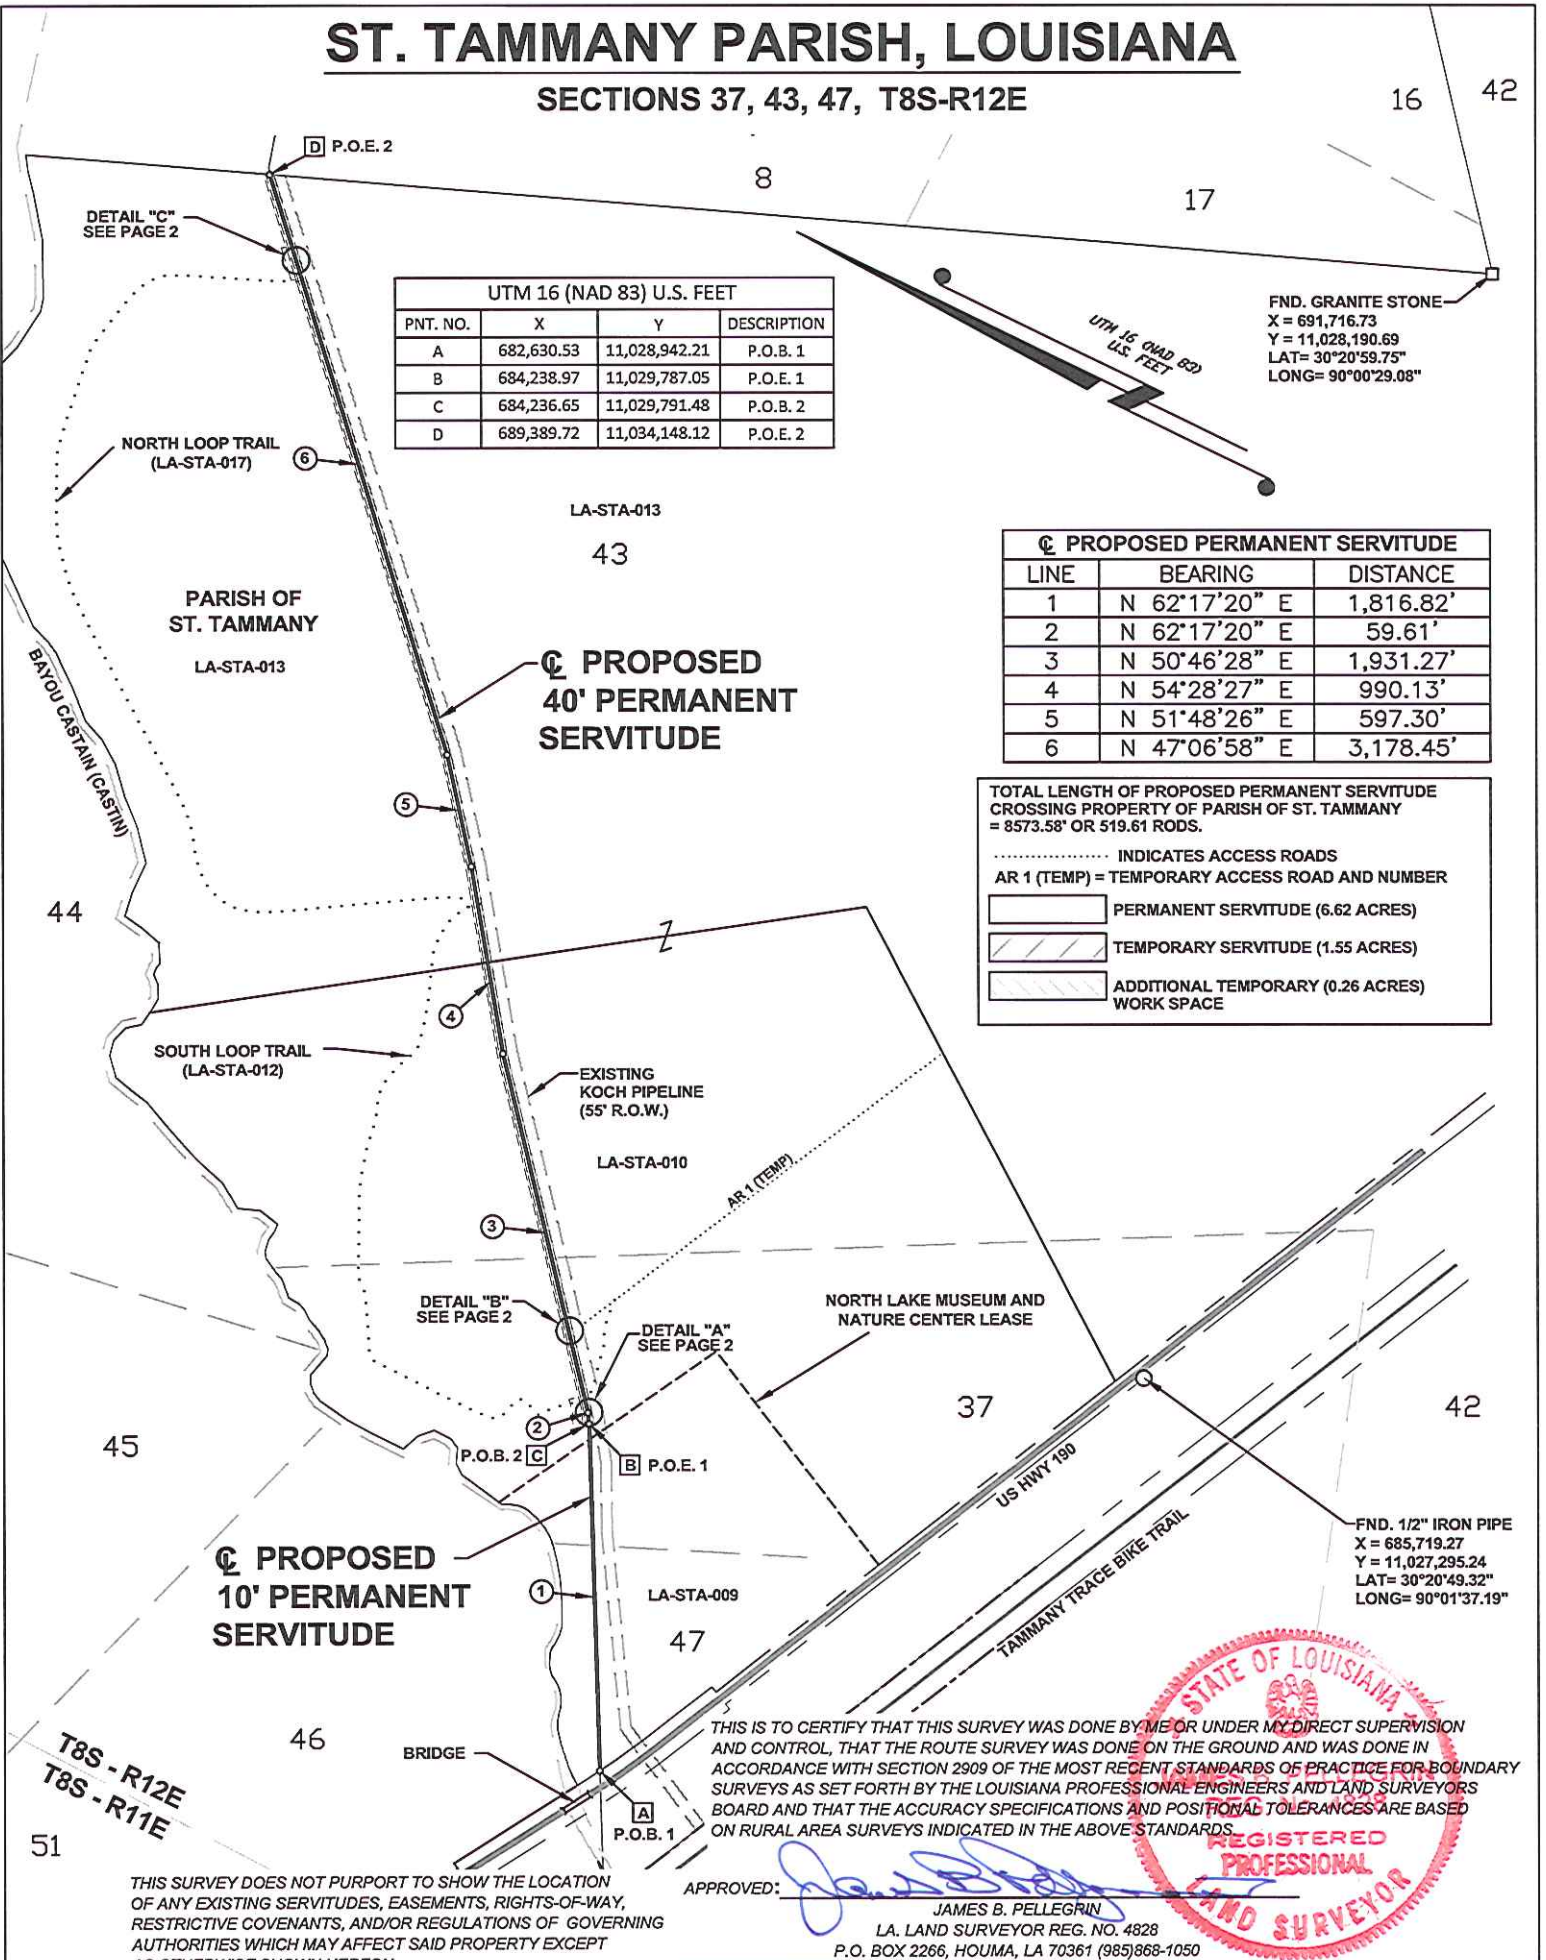 ST. TAMMANY PARISH, LOUISIANA
SECTIONS 37, 43, 47, T8S-R12E
16
42
D P.O.E. 2
8
17
DETAIL "C"
SEE PAGE 2
UTM 16 (NAD 83) U.S. FEET
PNT. NO. X Y DESCRIPTION
A 682,630.53 11,028,942.21 P.O.B. 1
B 684,238.97 11,029,787.05 P.O.E. 1
C 684,236.65 11,029,791.48 P.O.B. 2
D 689,389.72 11,034,148.12 P.O.E. 2
UTM 16 (NAD 83)
U.S. FEET
FND. GRANITE STONE
X = 691,716.73
Y = 11,028,190.69
LAT= 30°20'59.75"
LONG= 90°00'29.08"
NORTH LOOP TRAIL
(LA-STA-017)
6
LA-STA-013
43
PARISH OF
ST. TAMMANY
LA-STA-013
BAYOU CASTAIN (CASTIN)
℄ PROPOSED
40' PERMANENT
SERVITUDE
℄ PROPOSED PERMANENT SERVITUDE
LINE BEARING DISTANCE
1 N 62°17'20" E 1,816.82'
2 N 62°17'20" E 59.61'
3 N 50°46'28" E 1,931.27'
4 N 54°28'27" E 990.13'
5 N 51°48'26" E 597.30'
6 N 47°06'58" E 3,178.45'
5
TOTAL LENGTH OF PROPOSED PERMANENT SERVITUDE
CROSSING PROPERTY OF PARISH OF ST. TAMMANY
= 8573.58' OR 519.61 RODS.
INDICATES ACCESS ROADS
AR 1 (TEMP) = TEMPORARY ACCESS ROAD AND NUMBER
PERMANENT SERVITUDE (6.62 ACRES)
TEMPORARY SERVITUDE (1.55 ACRES)
ADDITIONAL TEMPORARY (0.26 ACRES)
WORK SPACE
44
4
SOUTH LOOP TRAIL
(LA-STA-012)
EXISTING
KOCH PIPELINE
(55' R.O.W.)
LA-STA-010
AR 1 (TEMP)
3
DETAIL "B"
SEE PAGE 2
DETAIL "A"
SEE PAGE 2
NORTH LAKE MUSEUM AND
NATURE CENTER LEASE
37
42
45
2
P.O.B. 2 C
B P.O.E. 1
US HWY 190
TAMMANY TRACE BIKE TRAIL
FND. 1/2" IRON PIPE
X = 685,719.27
Y = 11,027,295.24
LAT= 30°20'49.32"
LONG= 90°01'37.19"
℄ PROPOSED
10' PERMANENT
SERVITUDE
1
LA-STA-009
47
46
BRIDGE
A
P.O.B. 1
T8S - R12E
T8S - R11E
51
THIS IS TO CERTIFY THAT THIS SURVEY WAS DONE BY ME OR UNDER MY DIRECT SUPERVISION
AND CONTROL, THAT THE ROUTE SURVEY WAS DONE ON THE GROUND AND WAS DONE IN
ACCORDANCE WITH SECTION 2909 OF THE MOST RECENT STANDARDS OF PRACTICE FOR BOUNDARY
SURVEYS AS SET FORTH BY THE LOUISIANA PROFESSIONAL ENGINEERS AND LAND SURVEYORS
BOARD AND THAT THE ACCURACY SPECIFICATIONS AND POSITIONAL TOLERANCES ARE BASED
ON RURAL AREA SURVEYS INDICATED IN THE ABOVE STANDARDS.
STATE OF LOUISIANA
JAMES B. PELLEGRIN
REG. No. 4828
REGISTERED
PROFESSIONAL
LAND SURVEYOR
THIS SURVEY DOES NOT PURPORT TO SHOW THE LOCATION
OF ANY EXISTING SERVITUDES, EASEMENTS, RIGHTS-OF-WAY,
RESTRICTIVE COVENANTS, AND/OR REGULATIONS OF GOVERNING
AUTHORITIES WHICH MAY AFFECT SAID PROPERTY EXCEPT
APPROVED:
JAMES B. PELLEGRIN
LA. LAND SURVEYOR REG. NO. 4828
P.O. BOX 2266, HOUMA, LA 70361 (985)868-1050